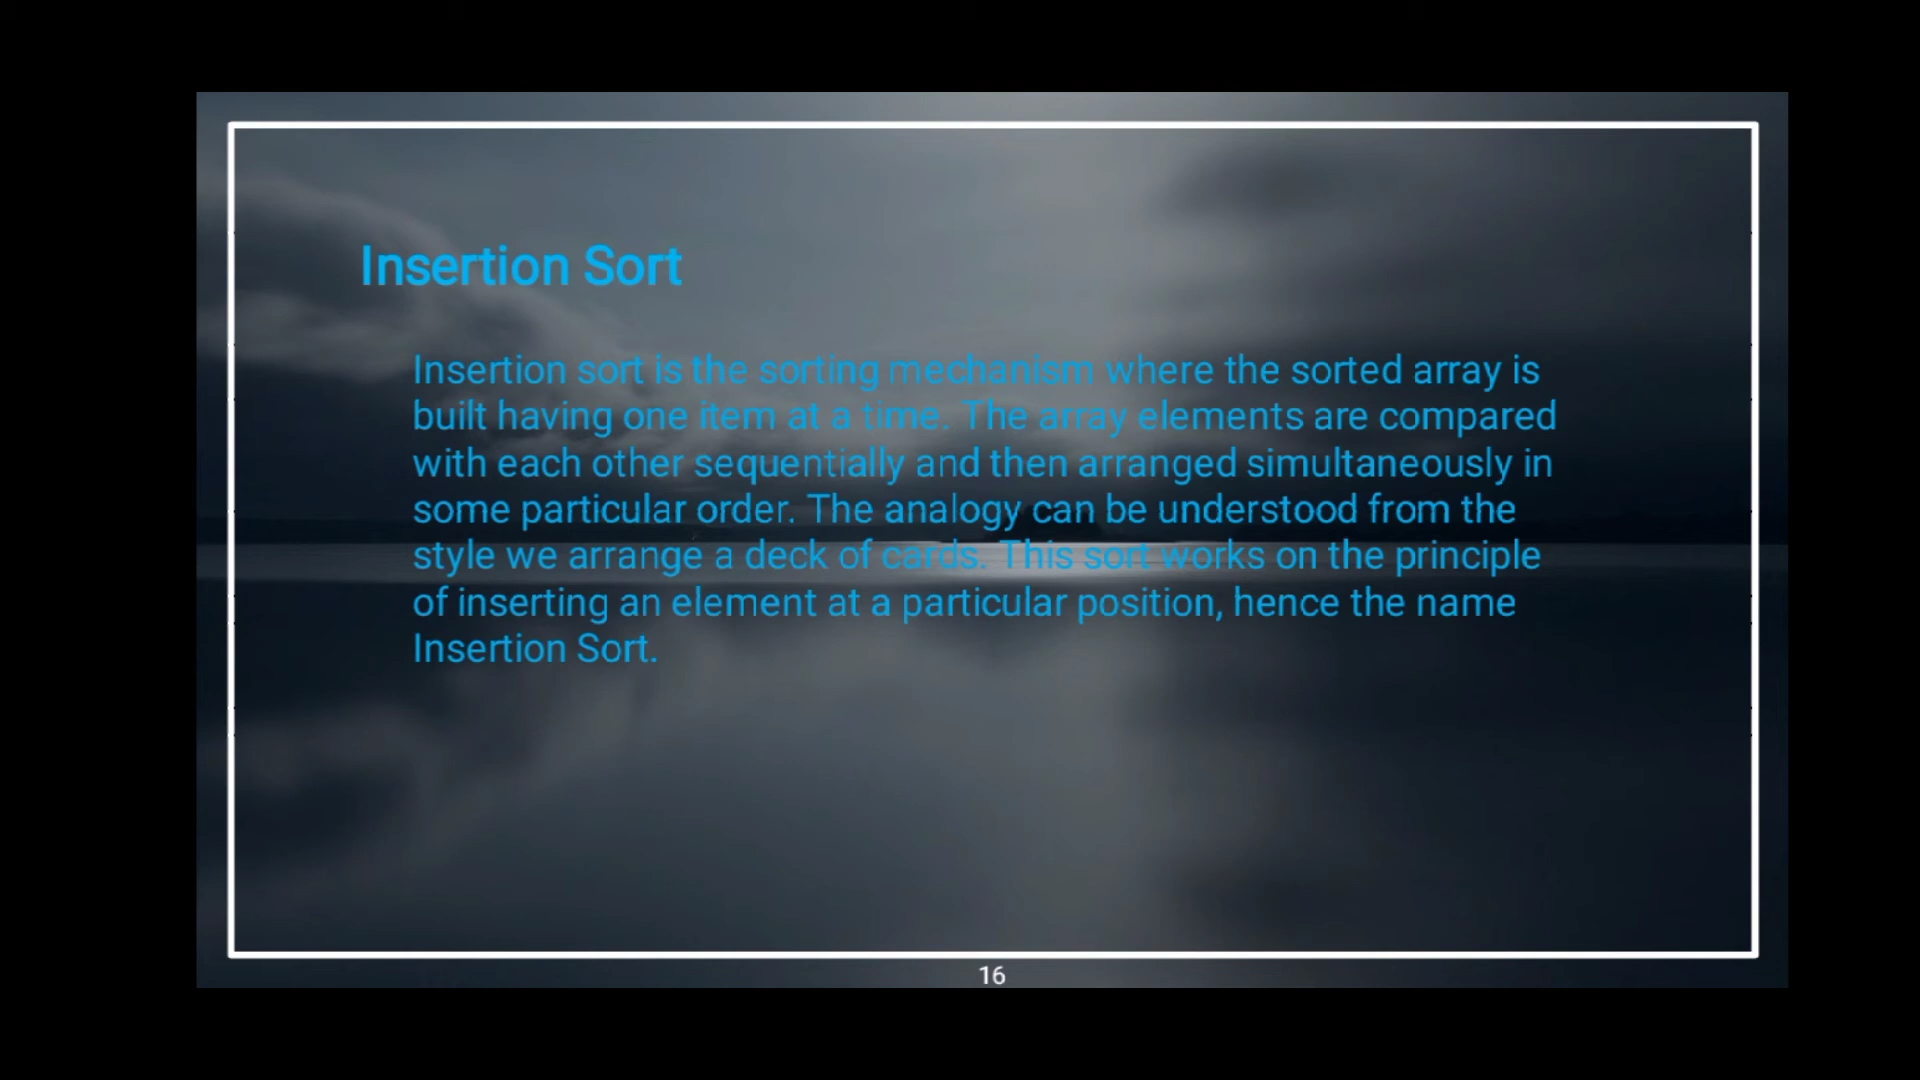 Insertion Sort
Insertion sort is the sorting mechanism where the sorted array is
built having one item at a time. The array elements are compared
with each other sequentially and then arranged simultaneously in
some particular order. The analogy can be understood from the
style we arrange a deck of cards. This sort works on the principle
of inserting an element at a particular position, hence the name
Insertion Sort.
16